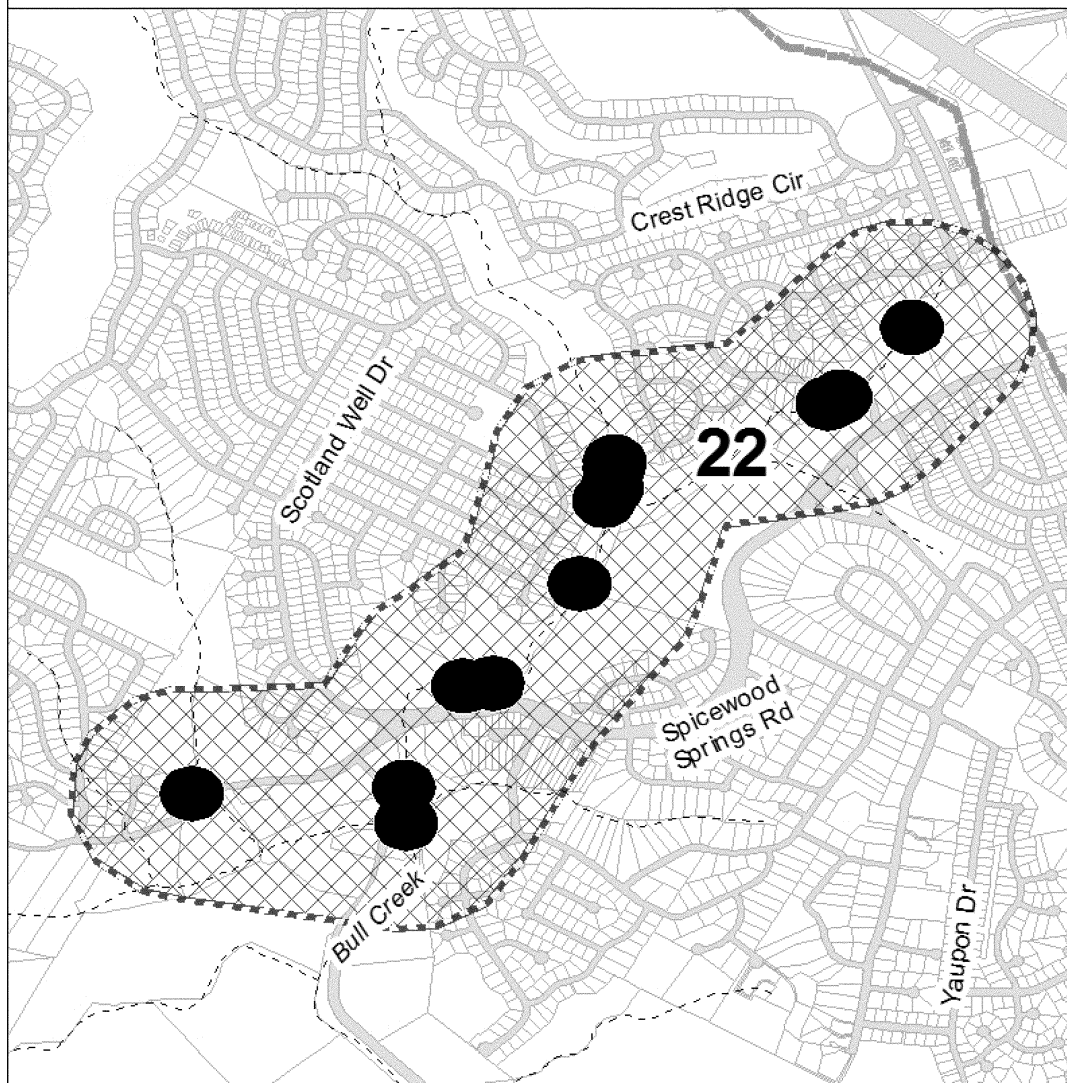 Crest Ridge Cir
Scotland Well Dr
22
Spicewood
Springs Rd
Bull Creek
Yaupon Dr